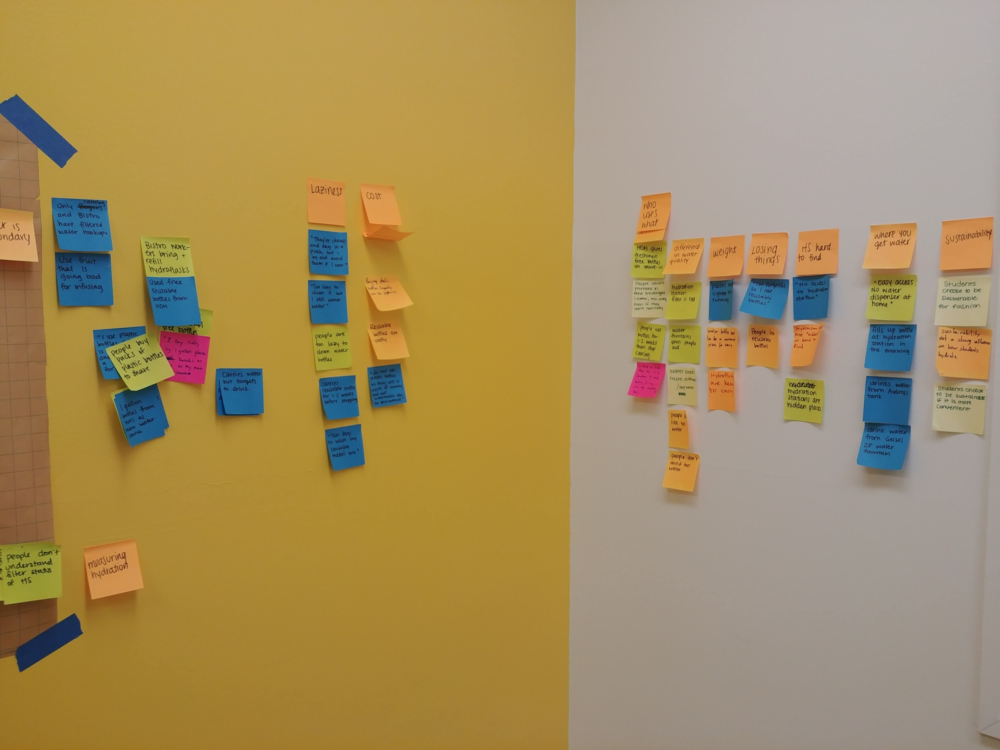 ur is
ondary
Only catering
and Bistro
have filtered
water hookups
Use fruit
that is
going bad
for infusing
Bistro work-
ers bring +
refill
hydroflasks
Used free
reusable
bottles from
HDH
free bottles
"I use plastic
bottles
is
and
a
for
people buy
packs of
plastic bottles
to share
"I buy really
by 1 gallon plastic
bottles as
as my main
source
1 gallon
bottles from
vons as
main water
source
Carries water
but forgets
to drink
people don't
understand
filter status
of HS
measuring
hydration
Laziness
"They're cheap
and easy in a
pinch, but I
try and avoid
them if I can"
"Too lazy to
clean it but
I still want
water"
people are
too lazy to
clean water
bottles
carries
reusable bottle
for 1-2 weeks
before stopping
"Too lazy
to wash my
reusable
metal one"
cost
Buying plastic
bottles frequently
can be expensive
Reusable
bottles are
costly
plastic bottles
as they are a
waste of money
and not
sustainable for
the environment"
who
uses
what
HDH gives
freshmen
free bottles
on move-in
People usually
partake in
free beverages
(coffee, tea, soda)
even if they
don't normally
people use
bottles for
1-2 weeks
then stop
caring
difference
in water
quality
hydration
station
filter is red
water
fountains
gross people
out
Water brands
taste different
/ tap water
people
like tap
water
people don't
mind tap
water
weight
plastic
lighter for
running
water bottles need
to be a convenient
size to carry
Hydroflasks
are heavy
to carry
Losing
things
"I'm forgetful
so I lose
reusable
bottles"
People lose
reusable
bottles
HS hard
to find
"No access
to hydration
station"
Hydration
are "hidden"
or hard to
find
hydration
stations are
hidden places
where you
get water
"Easy access.
No water
dispenser at
home"
fills up bottle
at hydration
station in
the morning
drinks water
from Audrey's
tank
drink water
from Geisel
2E water
fountain
sustainability
Students
choose to be
sustainable
for fashion
sustainability
not a strong influence
on how students
hydrate
Students choose
to be sustainable
if it is more
convenient